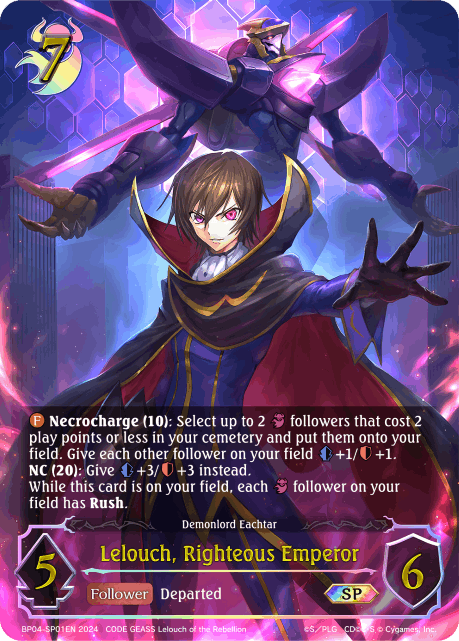 7
F Necrocharge (10): Select up to 2 followers that cost 2
play points or less in your cemetery and put them onto your
field. Give each other follower on your field +1/ +1.
NC (20): Give +3/ +3 instead.
While this card is on your field, each follower on your
field has Rush.
Demonlord Eachtar
Lelouch, Righteous Emperor
5
6
Follower Departed
SP
BP04-SP01EN 2024 CODE GEASS Lelouch of the Rebellion